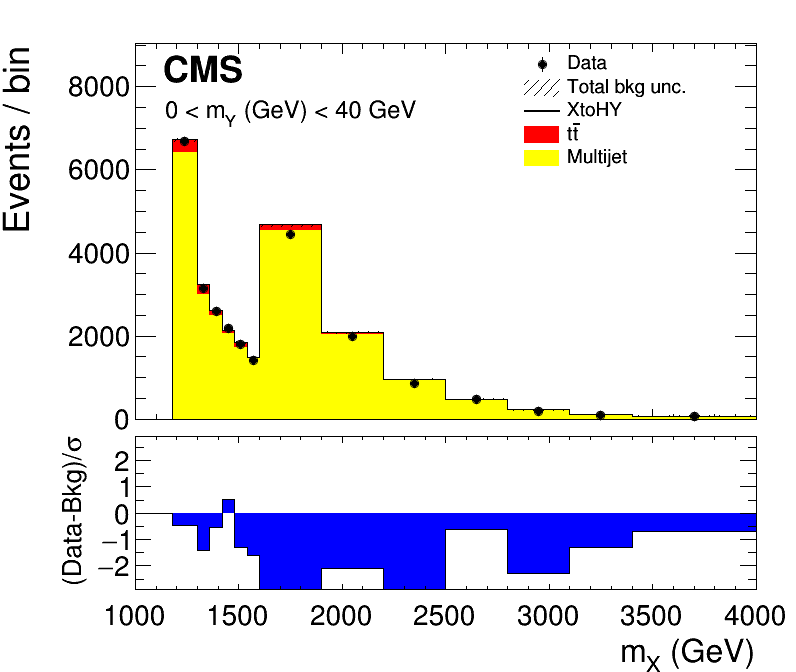 CMS
0 < mY (GeV) < 40 GeV
Data
Total bkg unc.
XtoHY
tt̄
Multijet
Events / bin
8000
6000
4000
2000
0
(Data-Bkg)/σ
2
1
0
−1
−2
1000 1500 2000 2500 3000 3500 4000
mX (GeV)